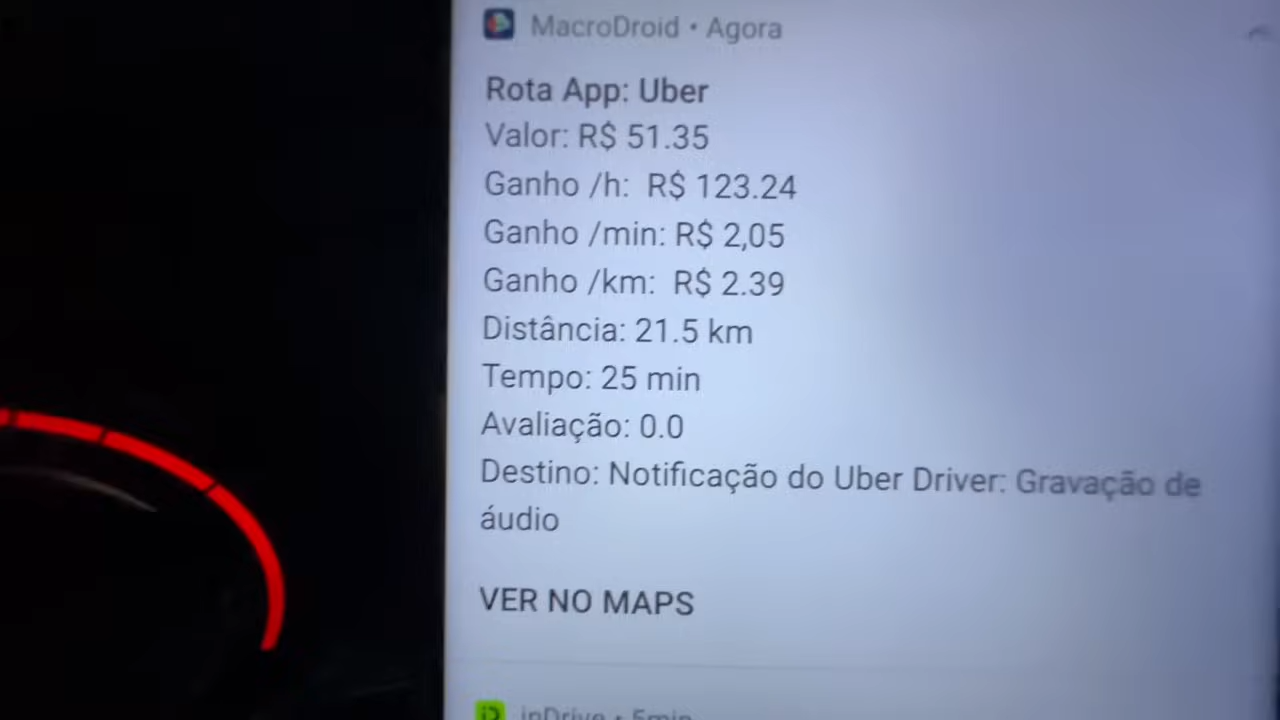 MacroDroid • Agora
Rota App: Uber
Valor: R$ 51.35
Ganho /h: R$ 123.24
Ganho /min: R$ 2,05
Ganho /km: R$ 2.39
Distância: 21.5 km
Tempo: 25 min
Avaliação: 0.0
Destino: Notificação do Uber Driver: Gravação de
áudio
VER NO MAPS
inDrive • 5min